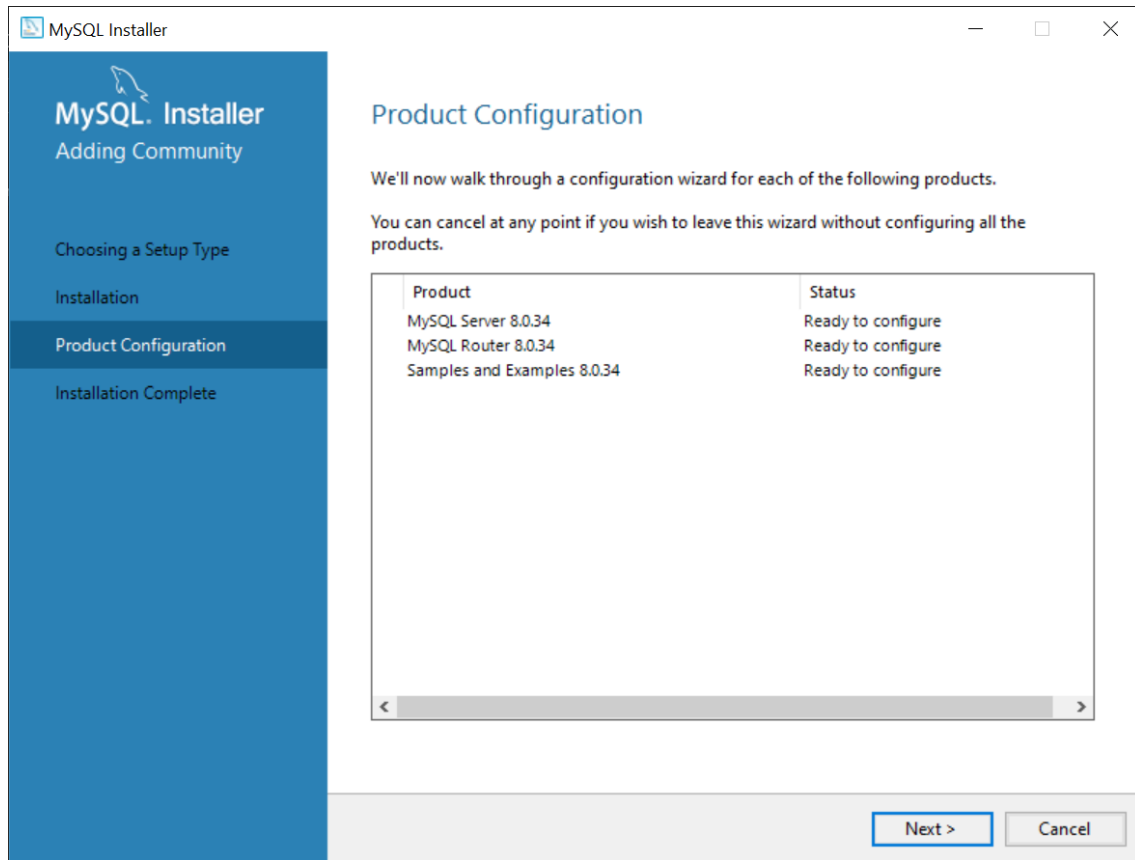 MySQL Installer
MySQL. Installer
Adding Community
Choosing a Setup Type
Installation
Product Configuration
Installation Complete
Product Configuration
We'll now walk through a configuration wizard for each of the following products.
You can cancel at any point if you wish to leave this wizard without configuring all the
products.
Product Status
MySQL Server 8.0.34 Ready to configure
MySQL Router 8.0.34 Ready to configure
Samples and Examples 8.0.34 Ready to configure
Next > Cancel